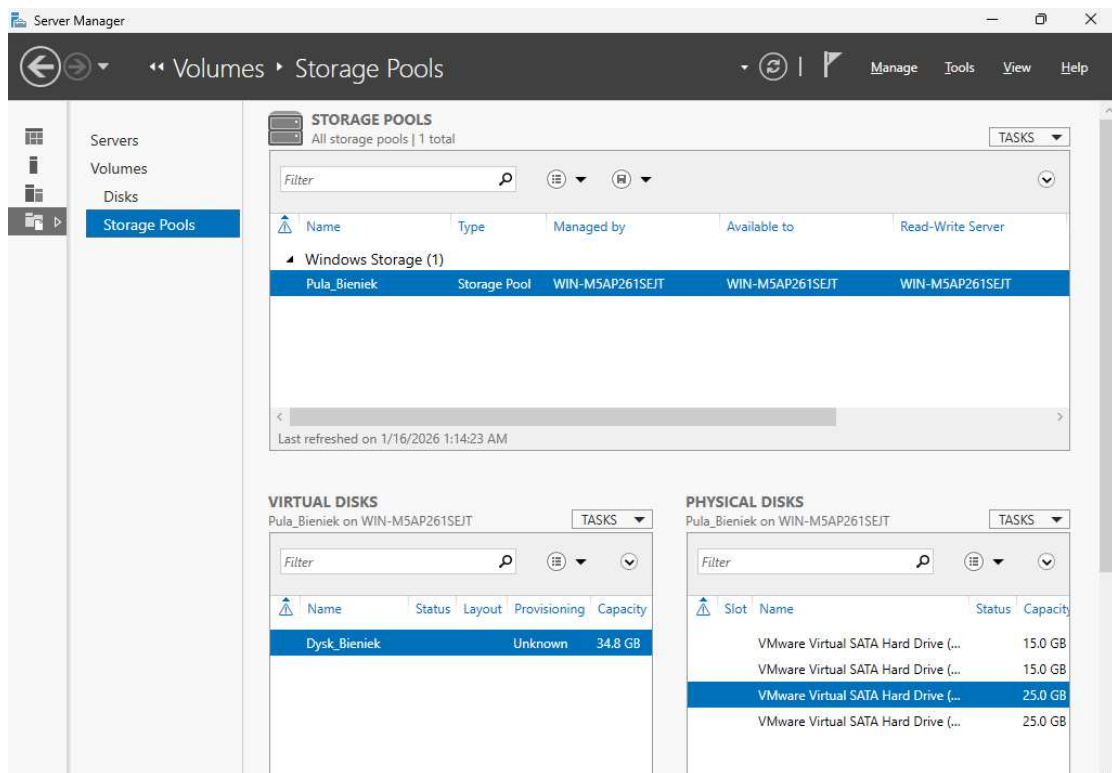 Server Manager
Volumes Storage Pools
Manage Tools View Help
Servers
Volumes
Disks
Storage Pools
STORAGE POOLS
All storage pools | 1 total
TASKS
Filter
Name Type Managed by Available to Read-Write Server
Windows Storage (1)
Pula_Bieniek Storage Pool WIN-M5AP261SEJT WIN-M5AP261SEJT WIN-M5AP261SEJT
Last refreshed on 1/16/2026 1:14:23 AM
VIRTUAL DISKS
Pula_Bieniek on WIN-M5AP261SEJT
TASKS
Filter
Name Status Layout Provisioning Capacity
Dysk_Bieniek Unknown 34.8 GB
PHYSICAL DISKS
Pula_Bieniek on WIN-M5AP261SEJT
TASKS
Filter
Slot Name Status Capacity
VMware Virtual SATA Hard Drive (... 15.0 GB
VMware Virtual SATA Hard Drive (... 15.0 GB
VMware Virtual SATA Hard Drive (... 25.0 GB
VMware Virtual SATA Hard Drive (... 25.0 GB